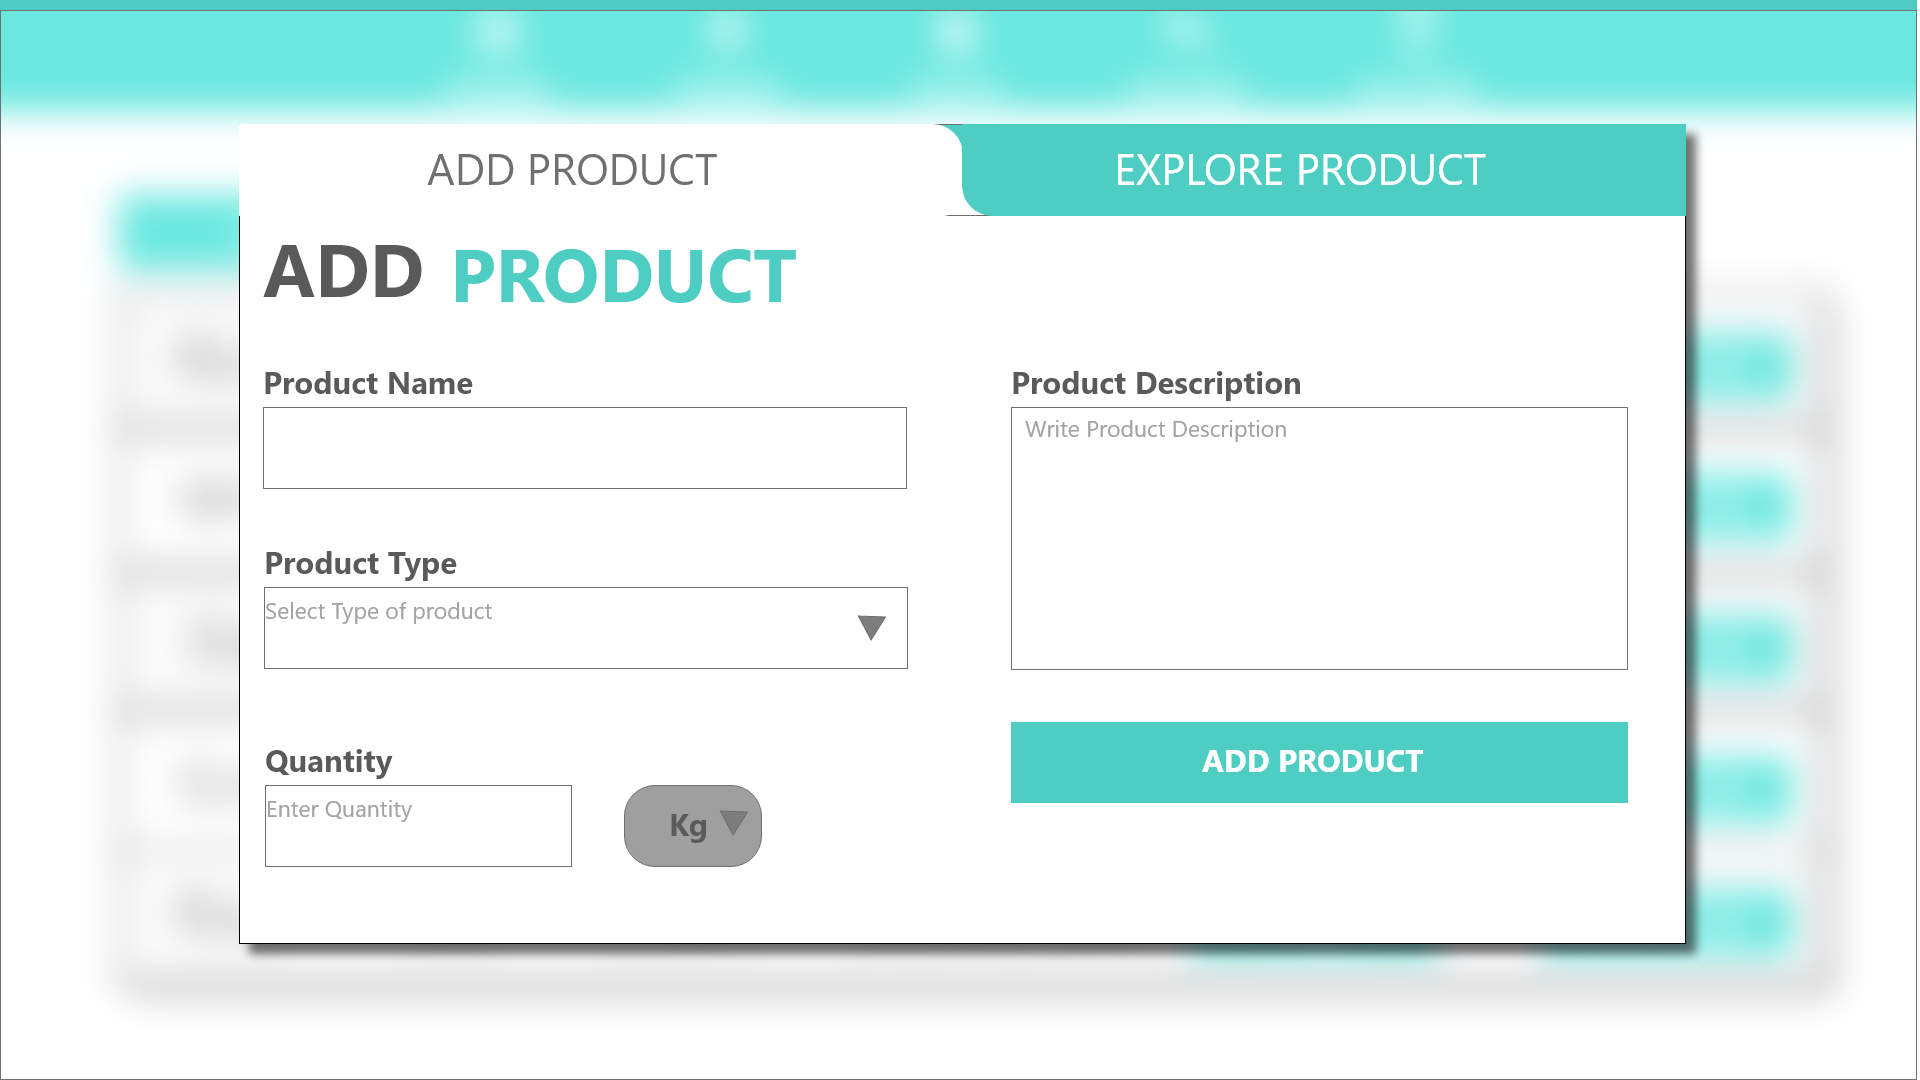 ADD PRODUCT
EXPLORE PRODUCT
ADD PRODUCT
Product Name
Product Type
Select Type of product
Quantity
Enter Quantity
Kg
Product Description
Write Product Description
ADD PRODUCT